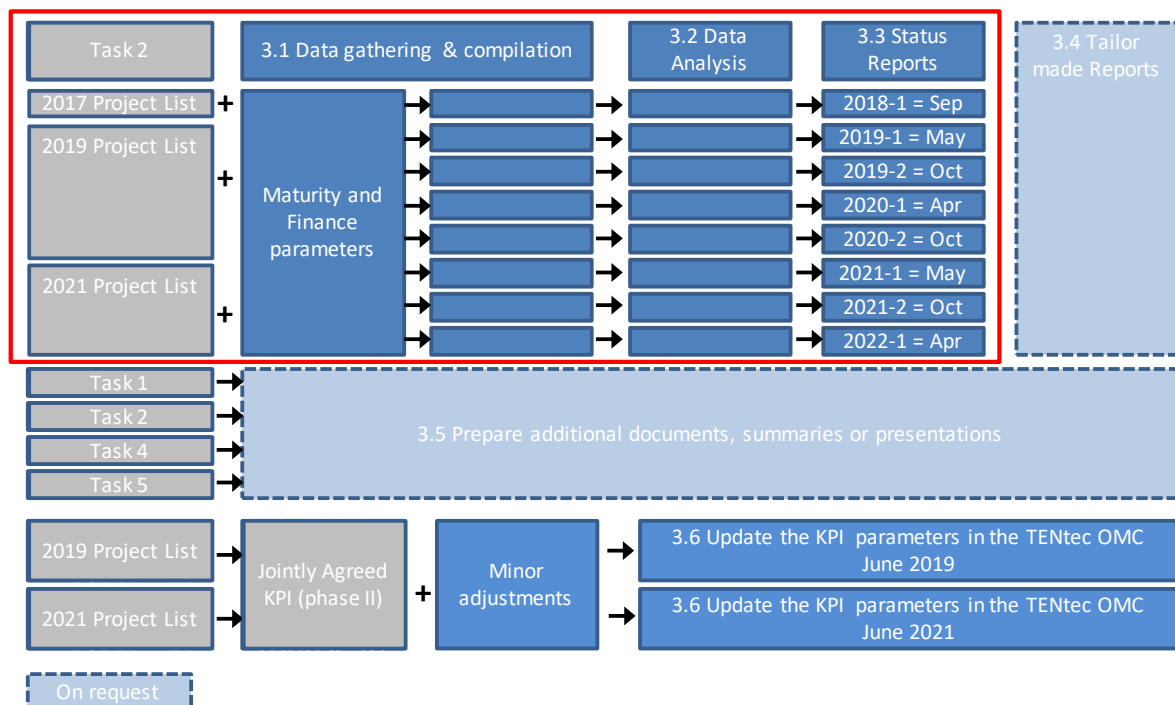 Task 2
3.1 Data gathering & compilation
3.2 Data
Analysis
3.3 Status
Reports
3.4 Tailor
made Reports
2017 Project List
+
2018-1 = Sep
2019 Project List
+
Maturity and
Finance
parameters
2019-1 = May
2019-2 = Oct
2020-1 = Apr
2020-2 = Oct
2021 Project List
+
2021-1 = May
2021-2 = Oct
2022-1 = Apr
Task 1
Task 2
Task 4
Task 5
3.5 Prepare additional documents, summaries or presentations
2019 Project List
2021 Project List
Jointly Agreed
KPI (phase II)
+
Minor
adjustments
3.6 Update the KPI parameters in the TENtec OMC
June 2019
3.6 Update the KPI parameters in the TENtec OMC
June 2021
On request